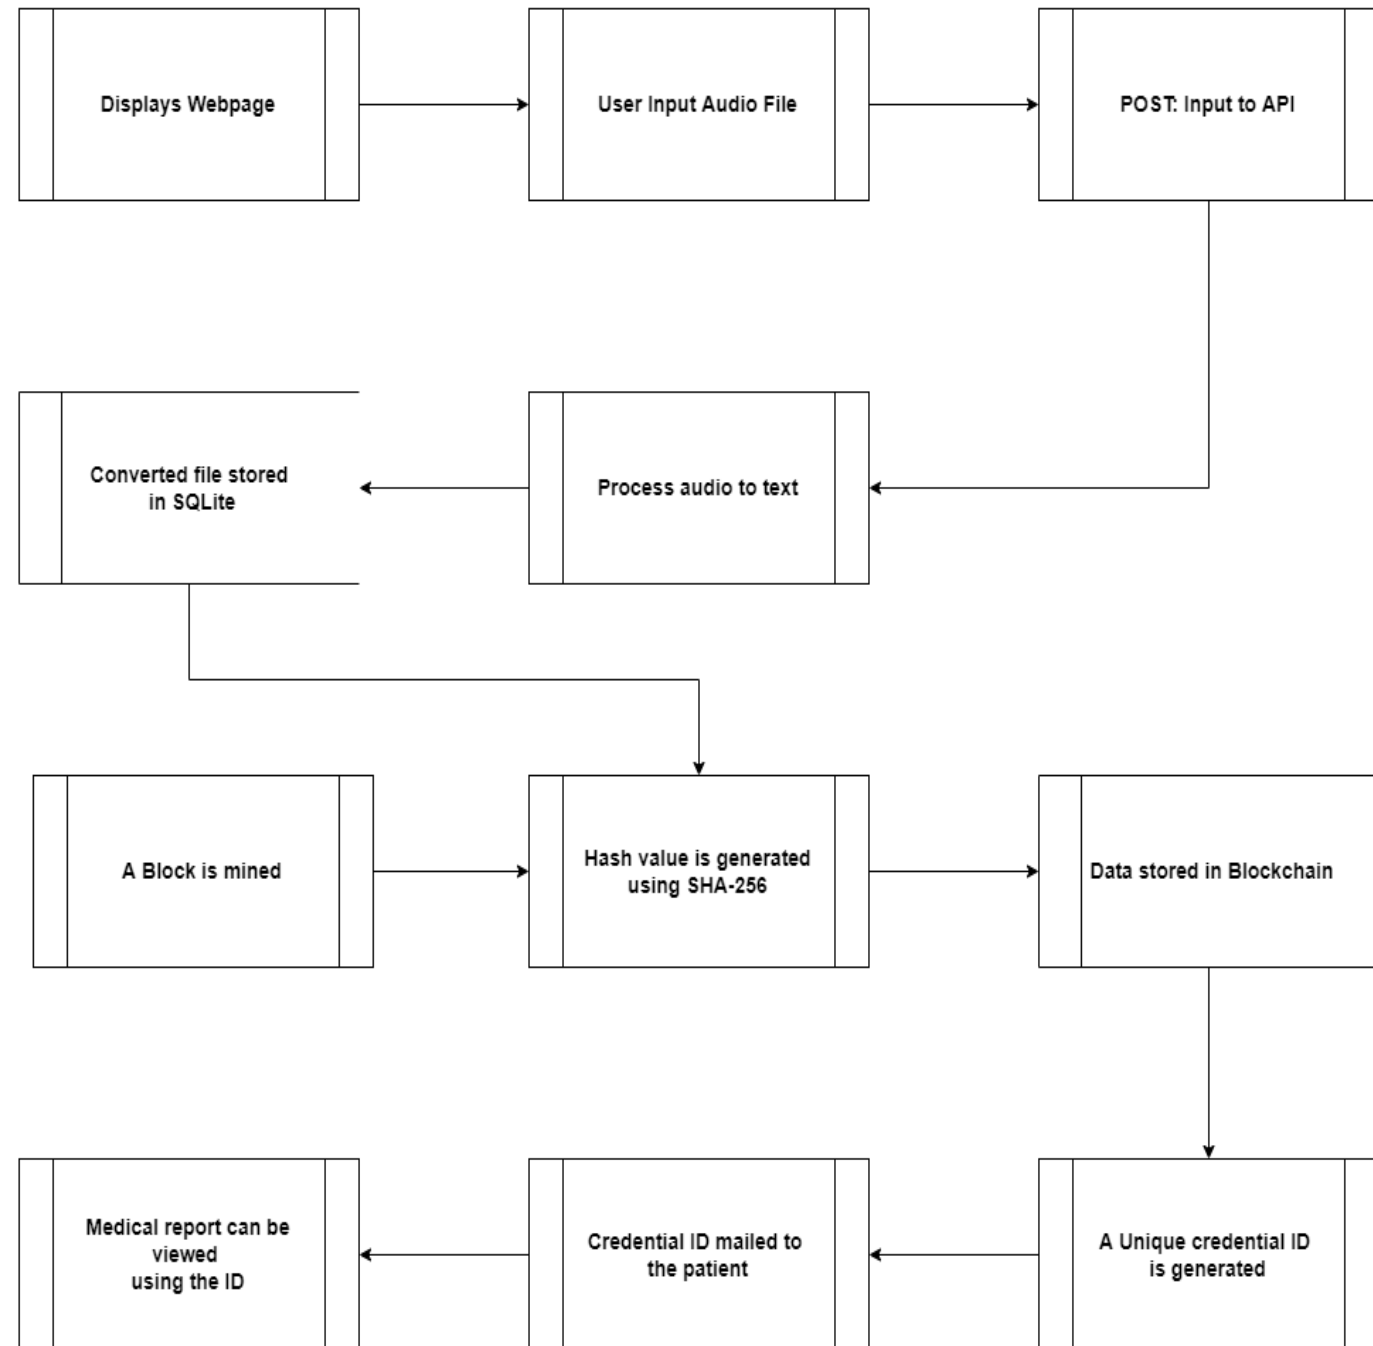 Displays Webpage
User Input Audio File
POST: Input to API
Converted file stored
in SQLite
Process audio to text
A Block is mined
Hash value is generated
using SHA-256
Data stored in Blockchain
Medical report can be
viewed
using the ID
Credential ID mailed to
the patient
A Unique credential ID
is generated